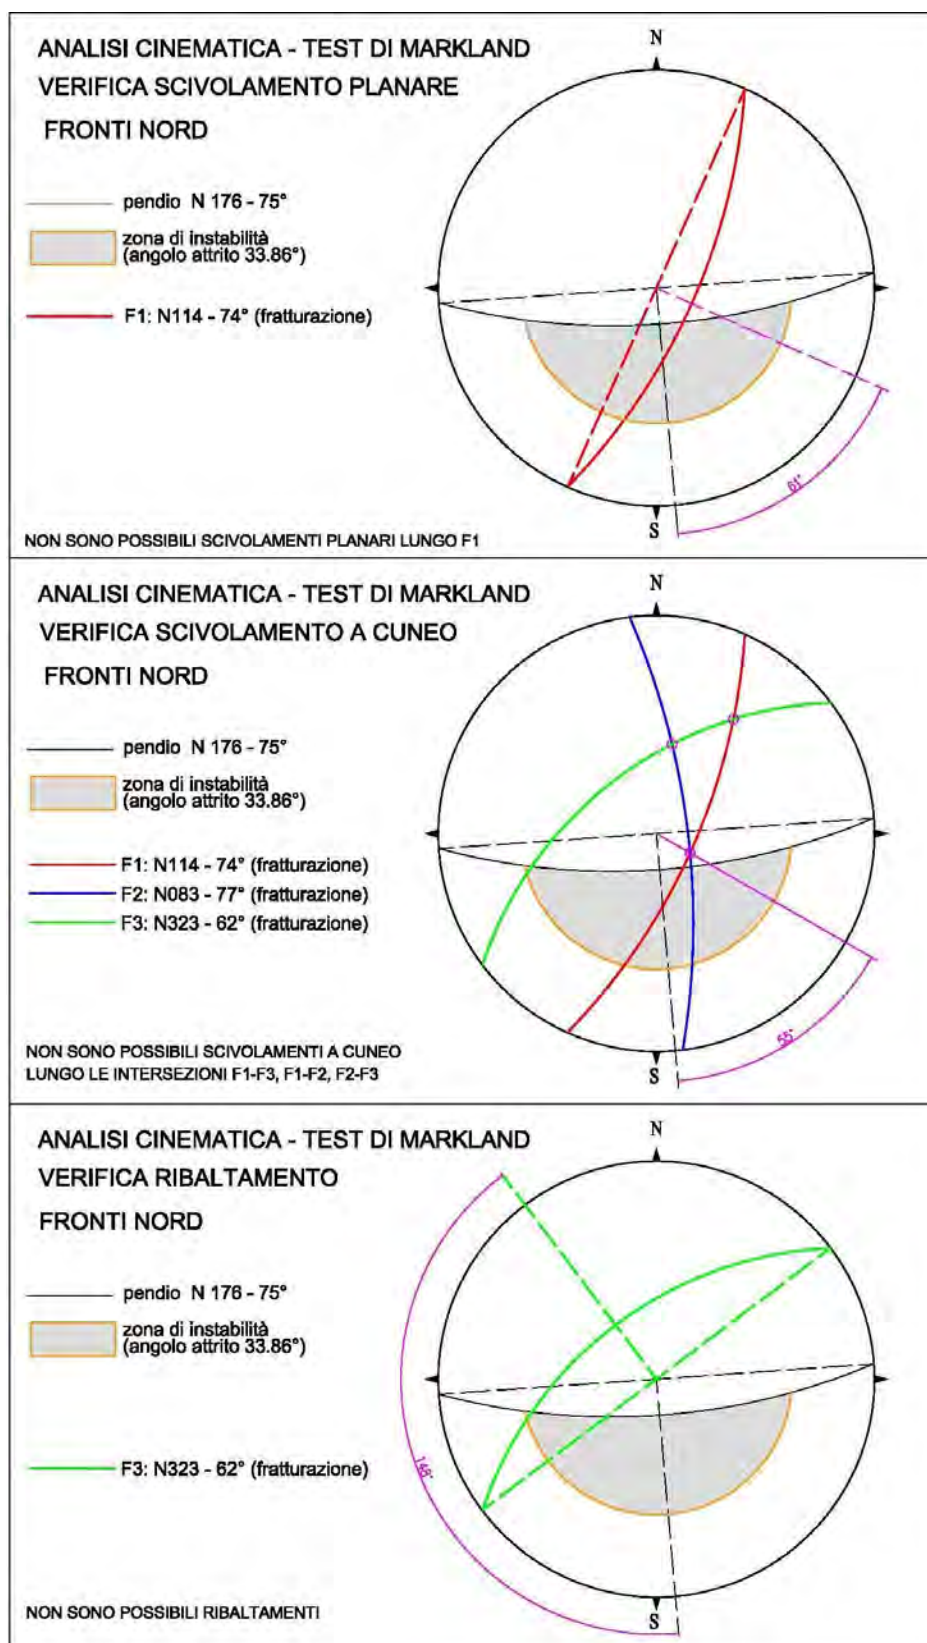 ANALISI CINEMATICA - TEST DI MARKLAND
VERIFICA SCIVOLAMENTO PLANARE
FRONTI NORD
pendio N 176 - 75°
zona di instabilità
(angolo attrito 33.86°)
F1: N114 - 74° (fratturazione)
N
S
61°
NON SONO POSSIBILI SCIVOLAMENTI PLANARI LUNGO F1
ANALISI CINEMATICA - TEST DI MARKLAND
VERIFICA SCIVOLAMENTO A CUNEO
FRONTI NORD
pendio N 176 - 75°
zona di instabilità
(angolo attrito 33.86°)
F1: N114 - 74° (fratturazione)
F2: N083 - 77° (fratturazione)
F3: N323 - 62° (fratturazione)
N
S
55°
NON SONO POSSIBILI SCIVOLAMENTI A CUNEO
LUNGO LE INTERSEZIONI F1-F3, F1-F2, F2-F3
ANALISI CINEMATICA - TEST DI MARKLAND
VERIFICA RIBALTAMENTO
FRONTI NORD
pendio N 176 - 75°
zona di instabilità
(angolo attrito 33.86°)
F3: N323 - 62° (fratturazione)
N
S
148°
NON SONO POSSIBILI RIBALTAMENTI